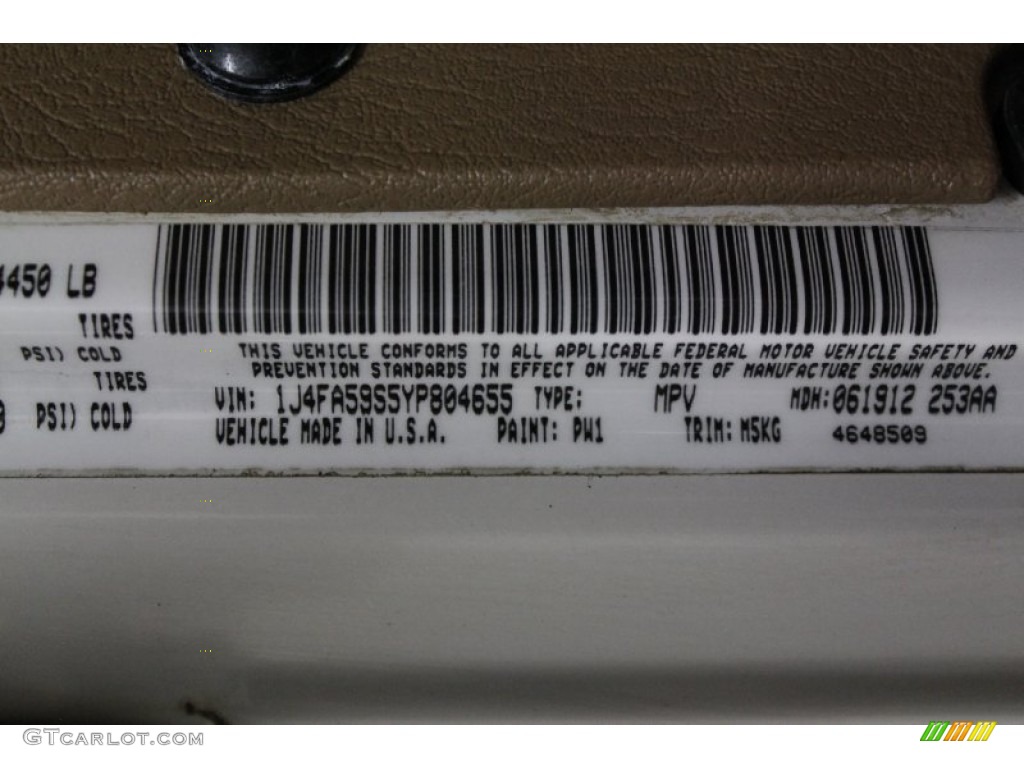 4450 LB
TIRES
PSI) COLD
TIRES
PSI) COLD
THIS VEHICLE CONFORMS TO ALL APPLICABLE FEDERAL MOTOR VEHICLE SAFETY AND
PREVENTION STANDARDS IN EFFECT ON THE DATE OF MANUFACTURE SHOWN ABOVE.
VIN: 1J4FA59S5YP804655 TYPE: MPV MDH:061912 253AA
VEHICLE MADE IN U.S.A. PAINT: PW1 TRIM: M5KG 4648509
GTCARLOT.COM